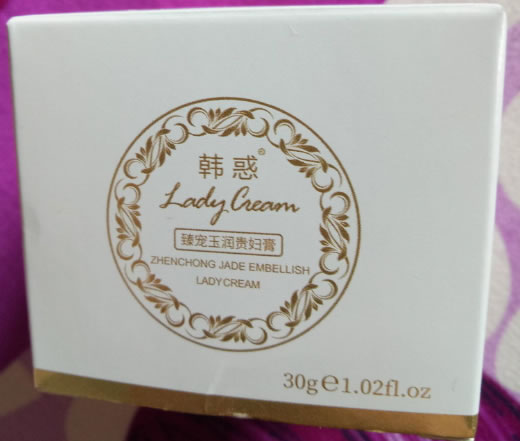 韩惑®
Lady Cream
臻宠玉润贵妇膏
ZHENCHONG JADE EMBELLISH
LADYCREAM
30g℮1.02fl.oz